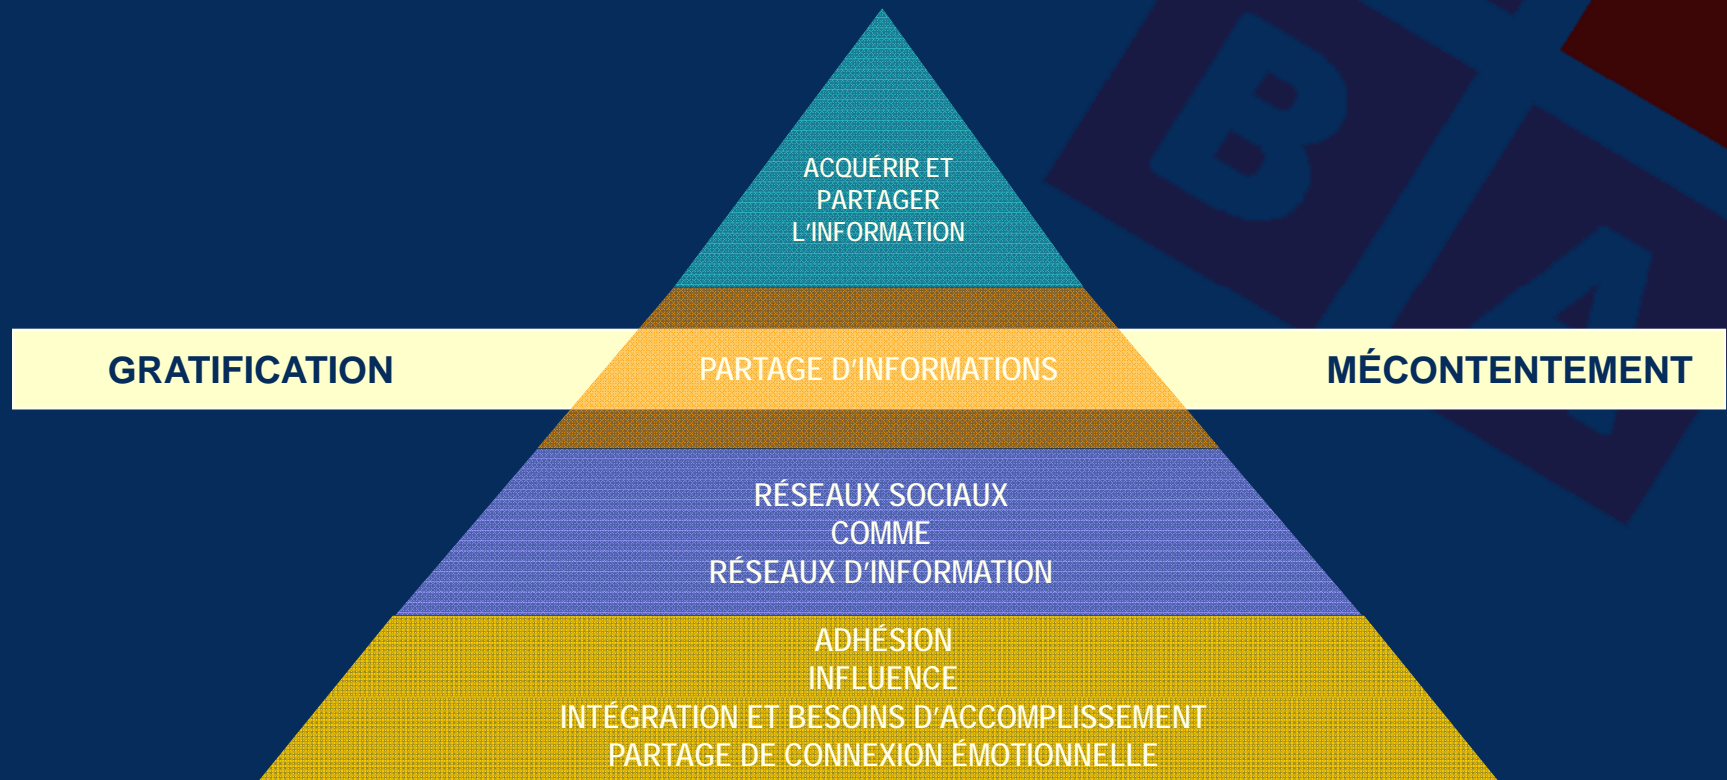 B
A
ACQUÉRIR ET
PARTAGER
L'INFORMATION
GRATIFICATION
PARTAGE D'INFORMATIONS
MÉCONTENTEMENT
RÉSEAUX SOCIAUX
COMME
RÉSEAUX D'INFORMATION
ADHÉSION
INFLUENCE
INTÉGRATION ET BESOINS D'ACCOMPLISSEMENT
PARTAGE DE CONNEXION ÉMOTIONNELLE